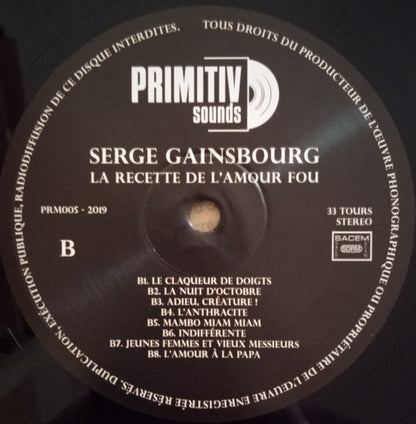 TOUS DROITS DU PRODUCTEUR DE L'ŒUVRE PHONOGRAPHIQUE OU PROPRIÉTAIRE DE L'ŒUVRE ENREGISTRÉE RÉSERVÉS. DUPLICATION, EXÉCUTION PUBLIQUE, RADIODIFFUSION DE CE DISQUE INTERDITES.
PRIMITIV
sounds
SERGE GAINSBOURG
LA RECETTE DE L'AMOUR FOU
PRM005 - 2019
33 TOURS
STEREO
B
SACEM
SDRM
B1. LE CLAQUEUR DE DOIGTS
B2. LA NUIT D'OCTOBRE
B3. ADIEU, CRÉATURE !
B4. L'ANTHRACITE
B5. MAMBO MIAM MIAM
B6. INDIFFÉRENTE
B7. JEUNES FEMMES ET VIEUX MESSIEURS
B8. L'AMOUR À LA PAPA